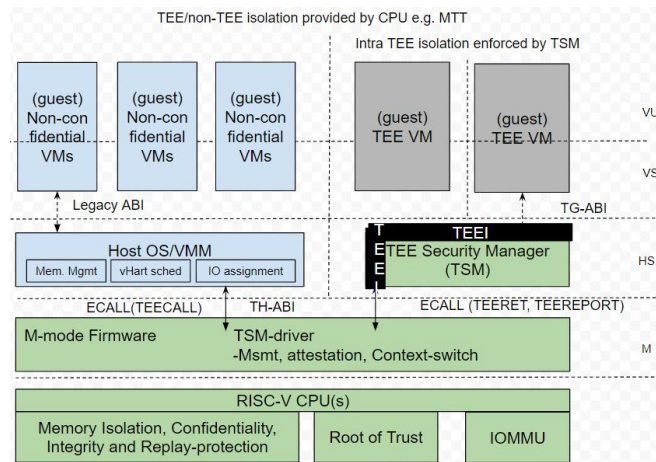 TEE/non-TEE isolation provided by CPU e.g. MTT
Intra TEE isolation enforced by TSM
(guest)
Non-con
fidential
VMs
(guest)
Non-con
fidential
VMs
(guest)
Non-con
fidential
VMs
(guest)
TEE VM
(guest)
TEE VM
VU
VS
Legacy ABI
TG-ABI
Host OS/VMM
Mem. Mgmt
vHart sched
IO assignment
TEEI
TEEI
TEE Security Manager
(TSM)
HS
ECALL(TEECALL)
TH-ABI
ECALL (TEERET, TEEREPORT)
M-mode Firmware
TSM-driver
-Msmt, attestation, Context-switch
M
RISC-V CPU(s)
Memory Isolation, Confidentiality,
Integrity and Replay-protection
Root of Trust
IOMMU